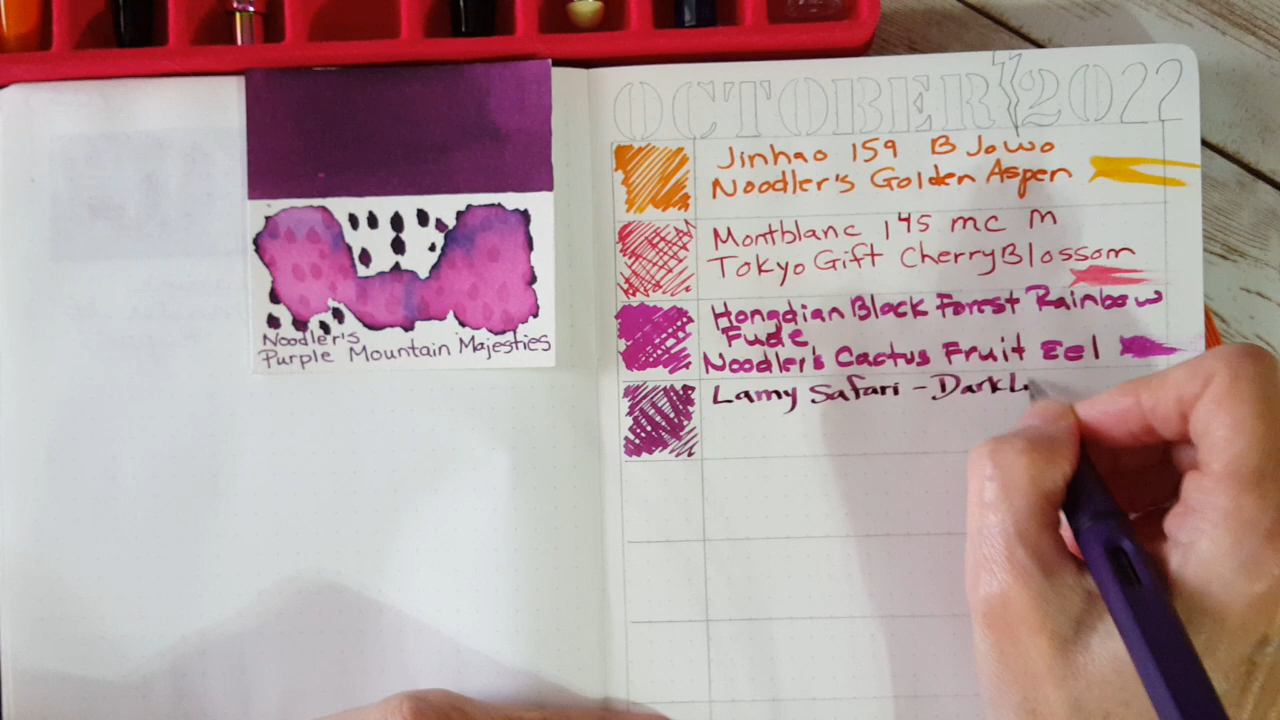 Noodler's
Purple Mountain Majesties
OCTOBER 2022
Jinhao 159 B Jowo
Noodler's Golden Aspen
Montblanc 145 mc M
Tokyo Gift Cherry Blossom
Hongdian Black Forest Rainbow
Fude
Noodler's Cactus Fruit Eel
Lamy Safari - Dark L